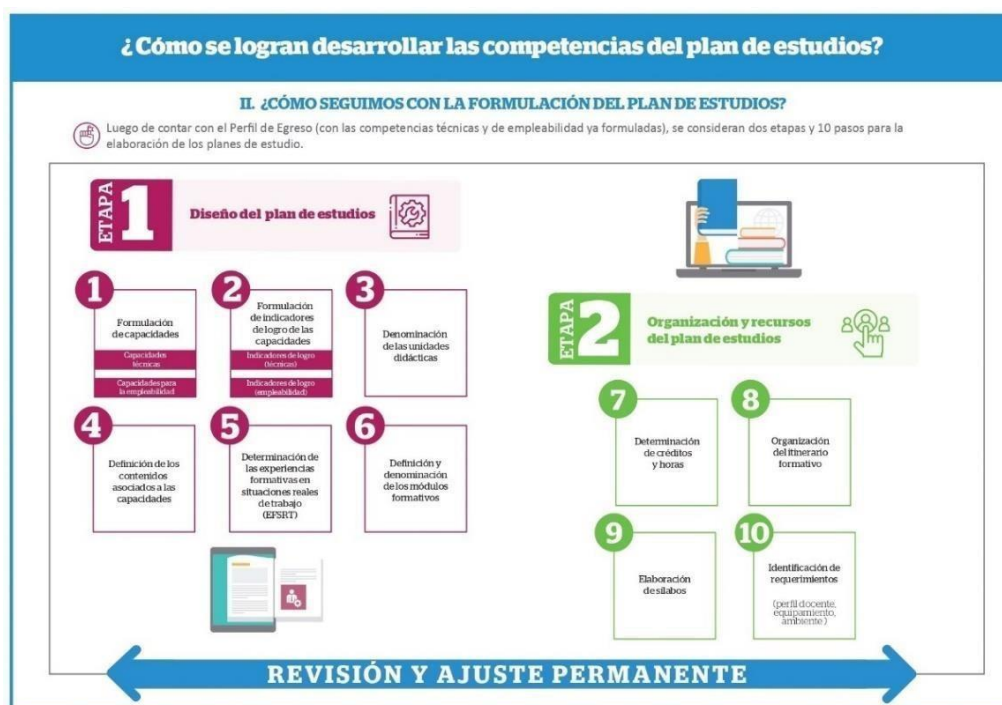 ¿Cómo se logran desarrollar las competencias del plan de estudios?
II. ¿CÓMO SEGUIMOS CON LA FORMULACIÓN DEL PLAN DE ESTUDIOS?
Luego de contar con el Perfil de Egreso (con las competencias técnicas y de empleabilidad ya formuladas), se consideran dos etapas y 10 pasos para la
elaboración de los planes de estudio.
ETAPA
1
Diseño del plan de estudios
1
Formulación
de capacidades
Capacidades
técnicas
Capacidades para
la empleabilidad
2
Formulación
de indicadores
de logro de las
capacidades
Indicadores de logro
(técnicas)
Indicadores de logro
(empleabilidad)
3
Denominación
de las unidades
didácticas
4
Definición de los
contenidos
asociados a las
capacidades
5
Determinación de
las experiencias
formativas en
situaciones reales
de trabajo
(EFSRT)
6
Definición y
denominación
de los módulos
formativos
ETAPA
2
Organización y recursos
del plan de estudios
7
Determinación
de créditos
y horas
8
Organización
del itinerario
formativo
9
Elaboración
de sílabos
10
Identificación de
requerimientos
(perfil docente,
equipamiento,
ambiente)
REVISIÓN Y AJUSTE PERMANENTE